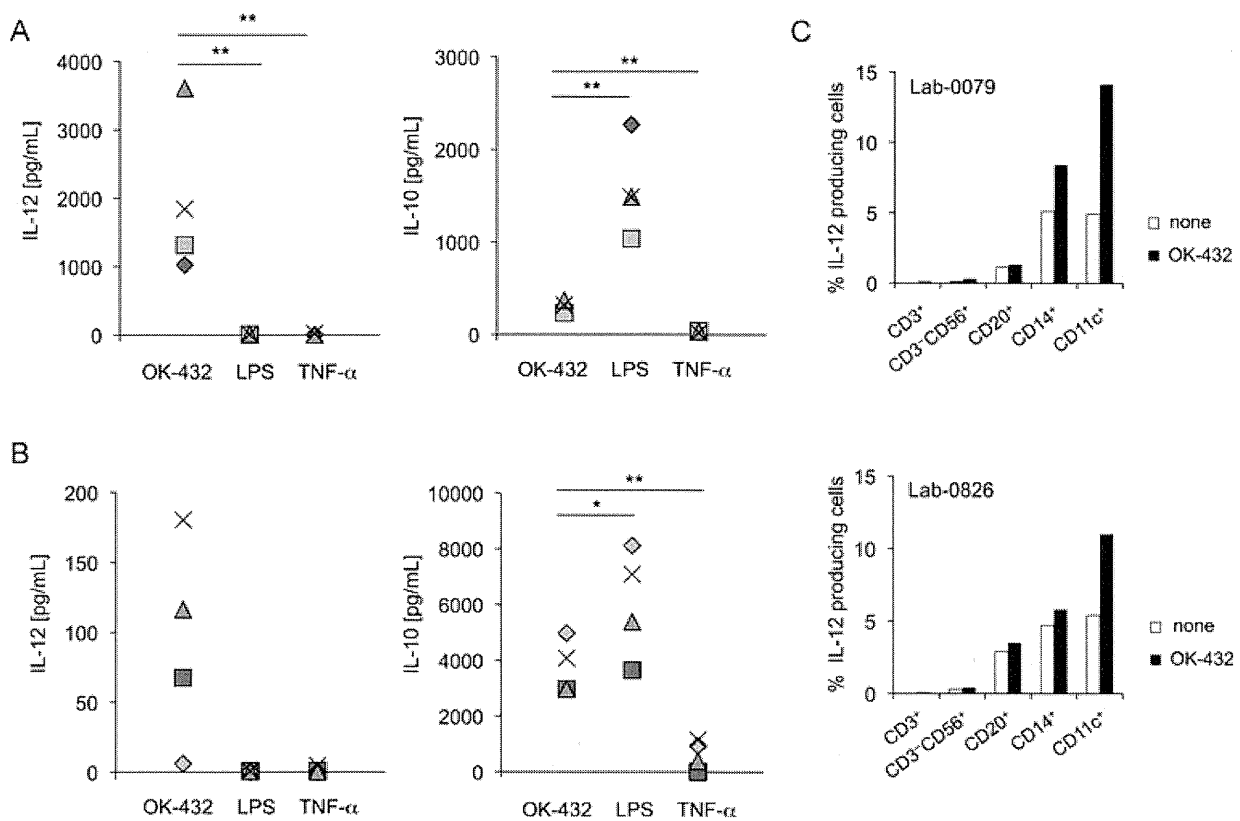 A
IL-12 [pg/mL]
4000
3000
2000
1000
0
**
**
OK-432 LPS TNF-α
IL-10 [pg/mL]
3000
2000
1000
0
**
**
OK-432 LPS TNF-α
B
IL-12 [pg/mL]
200
150
100
50
0
OK-432 LPS TNF-α
IL-10 [pg/mL]
10000
8000
6000
4000
2000
0
**
*
OK-432 LPS TNF-α
C
% IL-12 producing cells
15
10
5
0
Lab-0079
none
OK-432
CD3⁺
CD3⁻CD56⁺
CD20⁺
CD14⁺
CD11c⁺
% IL-12 producing cells
15
10
5
0
Lab-0826
none
OK-432
CD3⁺
CD3⁻CD56⁺
CD20⁺
CD14⁺
CD11c⁺